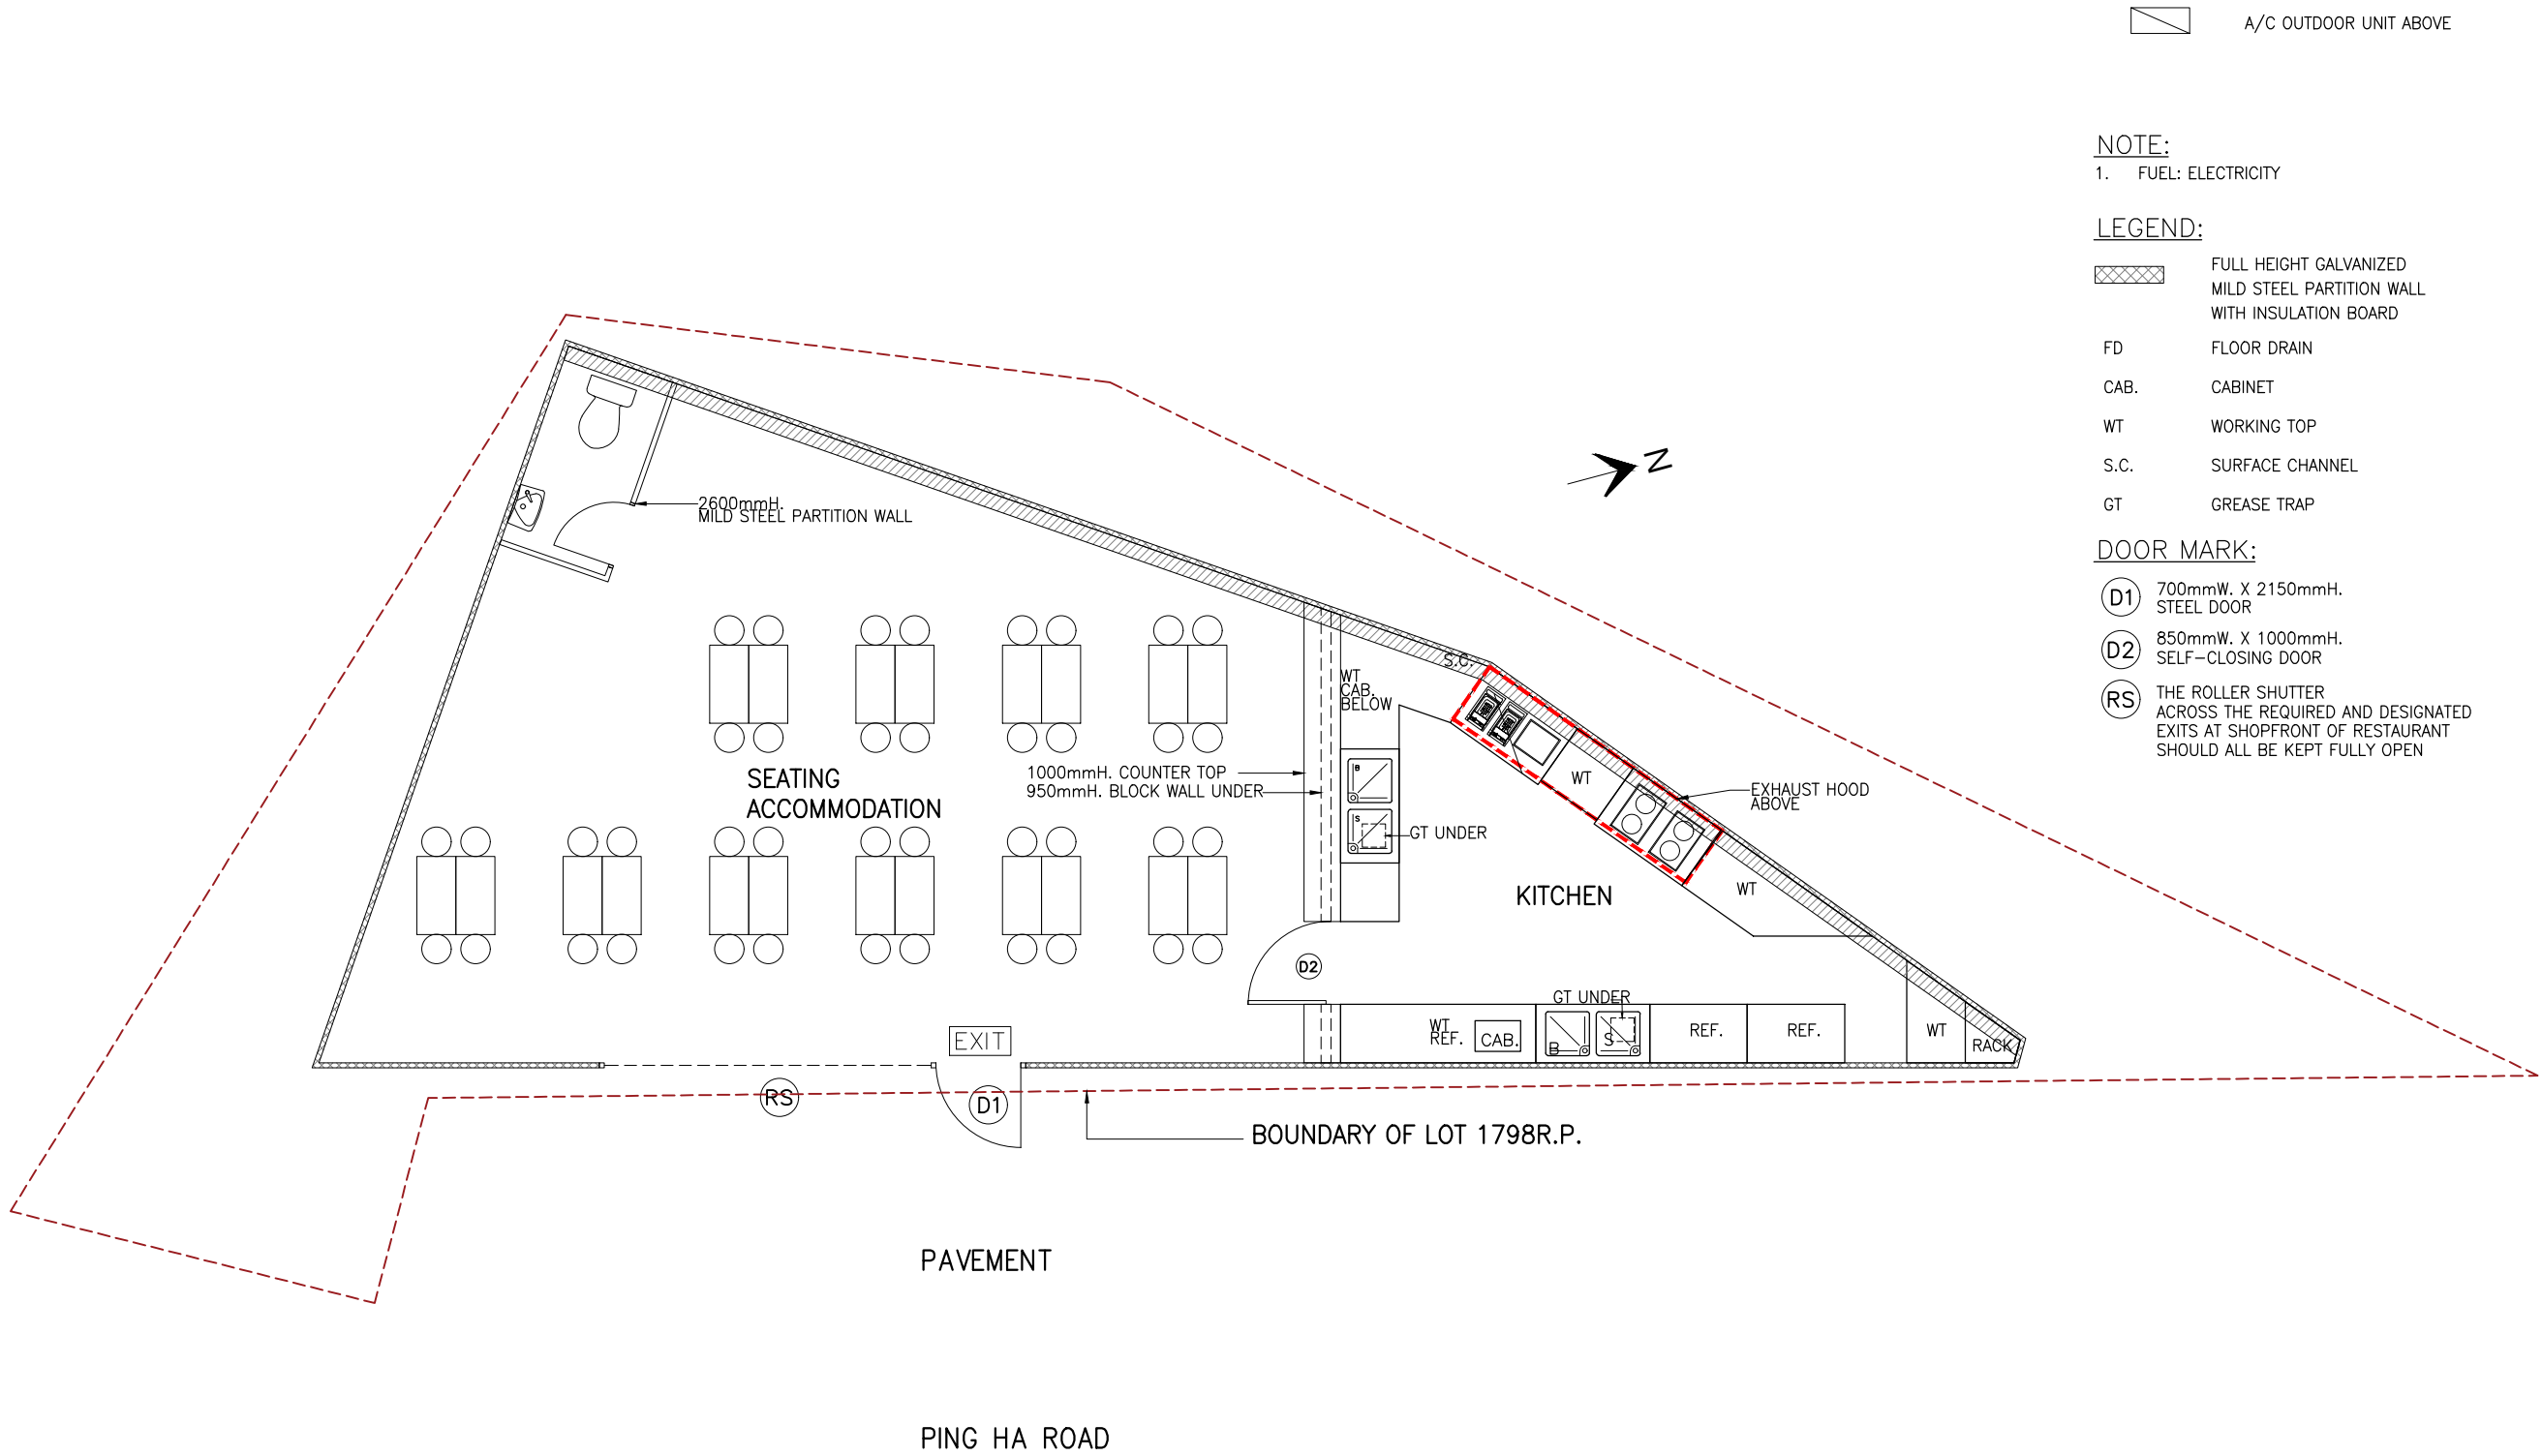 A/C OUTDOOR UNIT ABOVE
NOTE:
1. FUEL: ELECTRICITY
LEGEND:
FULL HEIGHT GALVANIZED
MILD STEEL PARTITION WALL
WITH INSULATION BOARD
FD FLOOR DRAIN
CAB. CABINET
WT WORKING TOP
S.C. SURFACE CHANNEL
GT GREASE TRAP
DOOR MARK:
D1 700mmW. X 2150mmH.
STEEL DOOR
D2 850mmW. X 1000mmH.
SELF-CLOSING DOOR
RS THE ROLLER SHUTTER
ACROSS THE REQUIRED AND DESIGNATED
EXITS AT SHOPFRONT OF RESTAURANT
SHOULD ALL BE KEPT FULLY OPEN
N
2600mmH.
MILD STEEL PARTITION WALL
S.C.
WT
CAB.
BELOW
SEATING
ACCOMMODATION
1000mmH. COUNTER TOP
950mmH. BLOCK WALL UNDER
B
S
GT UNDER
WT
EXHAUST HOOD
ABOVE
WT
KITCHEN
D2
GT UNDER
WT
REF.
CAB.
B
S
REF.
REF.
WT
RACK
EXIT
RS
D1
BOUNDARY OF LOT 1798R.P.
PAVEMENT
PING HA ROAD